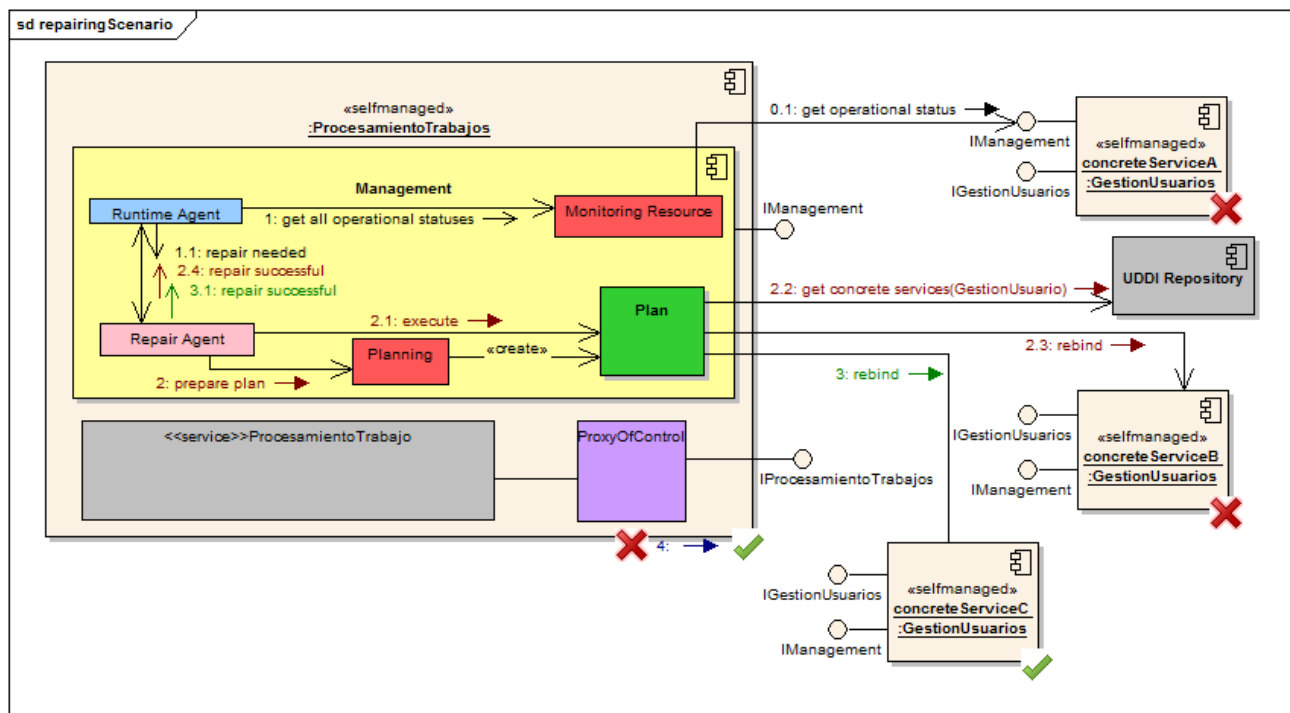 sd repairingScenario
«selfmanaged»
:ProcesamientoTrabajos
Management
Runtime Agent
1: get all operational statuses
Monitoring Resource
1.1: repair needed
2.4: repair successful
3.1: repair successful
Repair Agent
2.1: execute
Planning
«create»
Plan
2: prepare plan
<<service>>ProcesamientoTrabajo
ProxyOfControl
4:
0.1: get operational status
IManagement
IGestionUsuarios
«selfmanaged»
concreteServiceA
:GestionUsuarios
IManagement
2.2: get concrete services(GestionUsuario)
UDDI Repository
2.3: rebind
3: rebind
IGestionUsuarios
IManagement
«selfmanaged»
concreteServiceB
:GestionUsuarios
IProcesamientoTrabajos
IGestionUsuarios
IManagement
«selfmanaged»
concreteServiceC
:GestionUsuarios